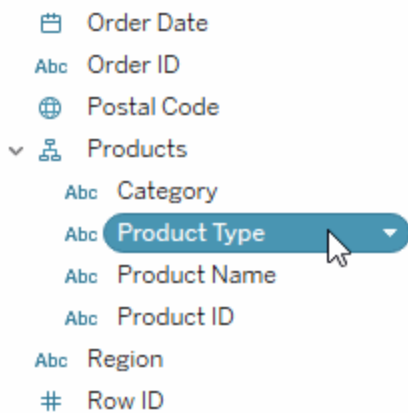 Order Date
Abc Order ID
Postal Code
Products
Abc Category
Abc Product Type
Abc Product Name
Abc Product ID
Abc Region
# Row ID